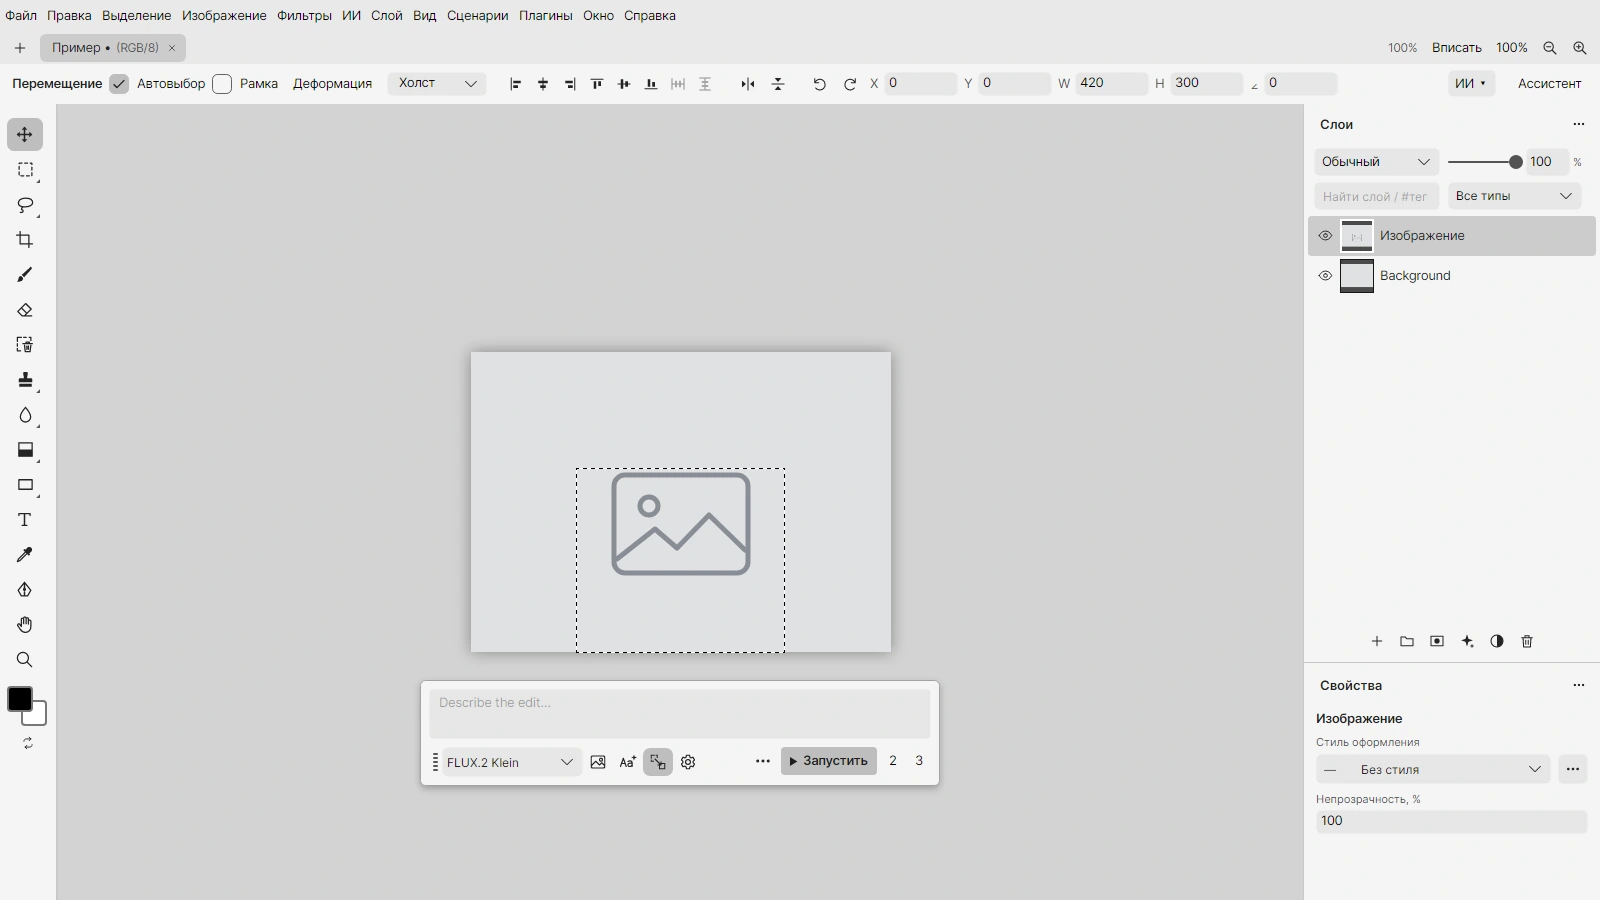 Файл Правка Выделение Изображение Фильтры ИИ Слой Вид Сценарии Плагины Окно Справка
+ Пример • (RGB/8) × 100% Вписать 100%
Перемещение Автовыбор Рамка Деформация Холст X 0 Y 0 W 420 H 300 ∠ 0 ИИ Ассистент
Слои
Обычный 100 %
Найти слой / #тег Все типы
Изображение
Background
Describe the edit...
FLUX.2 Klein Aa Запустить 2 3
Свойства
Изображение
Стиль оформления
— Без стиля
Непрозрачность, %
100